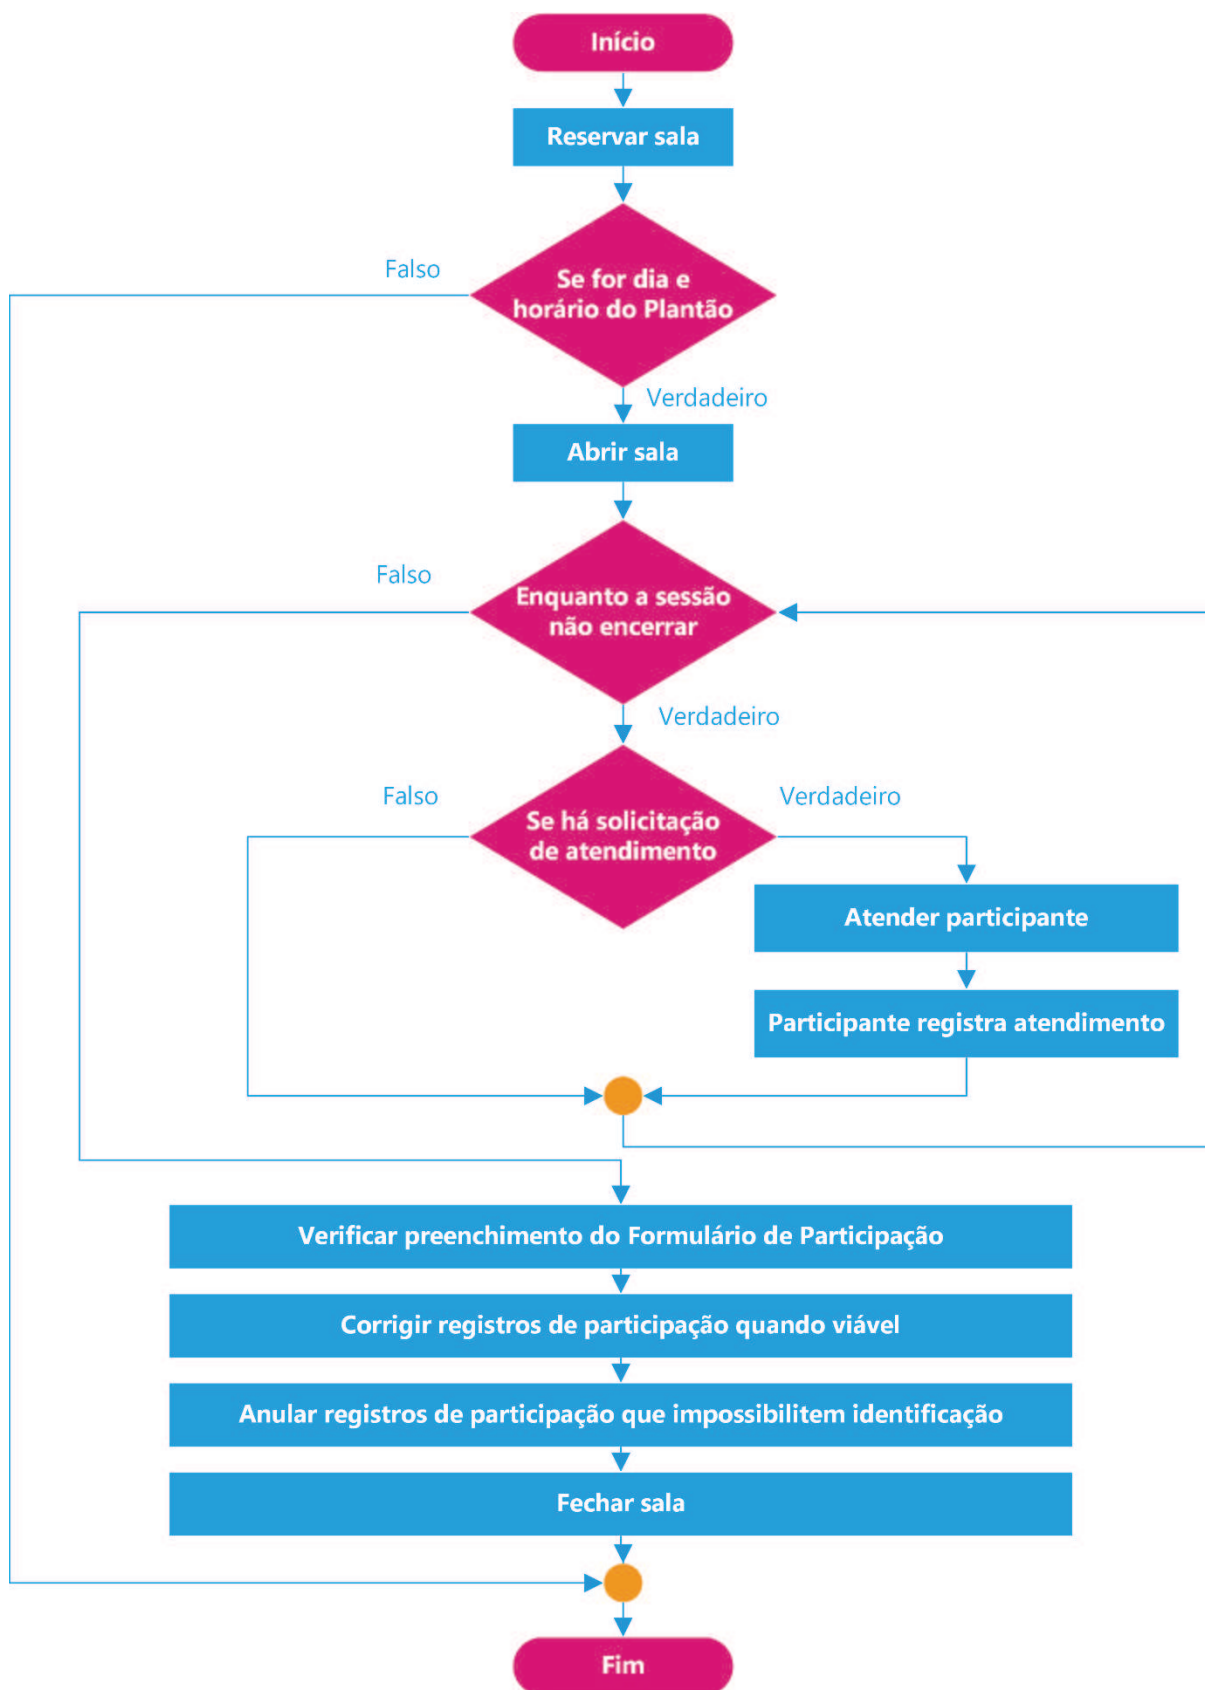 Início
Reservar sala
Falso
Se for dia e
horário do Plantão
Verdadeiro
Abrir sala
Falso
Enquanto a sessão
não encerrar
Verdadeiro
Falso
Se há solicitação
de atendimento
Verdadeiro
Atender participante
Participante registra atendimento
Verificar preenchimento do Formulário de Participação
Corrigir registros de participação quando viável
Anular registros de participação que impossibilitem identificação
Fechar sala
Fim